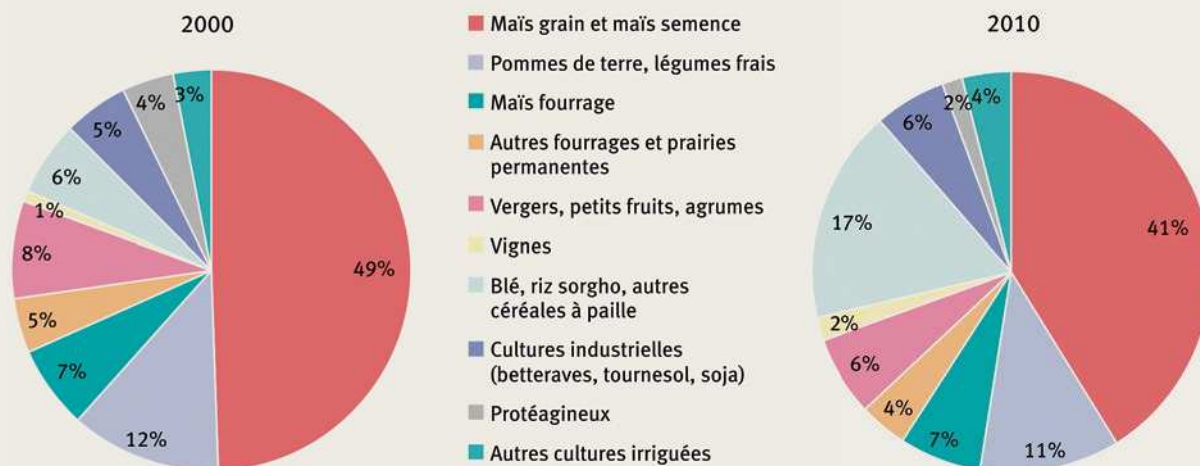 2000
49%
12%
7%
5%
8%
1%
6%
5%
4%
3%
Maïs grain et maïs semence
Pommes de terre, légumes frais
Maïs fourrage
Autres fourrages et prairies
permanentes
Vergers, petits fruits, agrumes
Vignes
Blé, riz sorgho, autres
céréales à paille
Cultures industrielles
(betteraves, tournesol, soja)
Protéagineux
Autres cultures irriguées
2010
41%
11%
7%
4%
6%
2%
17%
6%
2%
4%